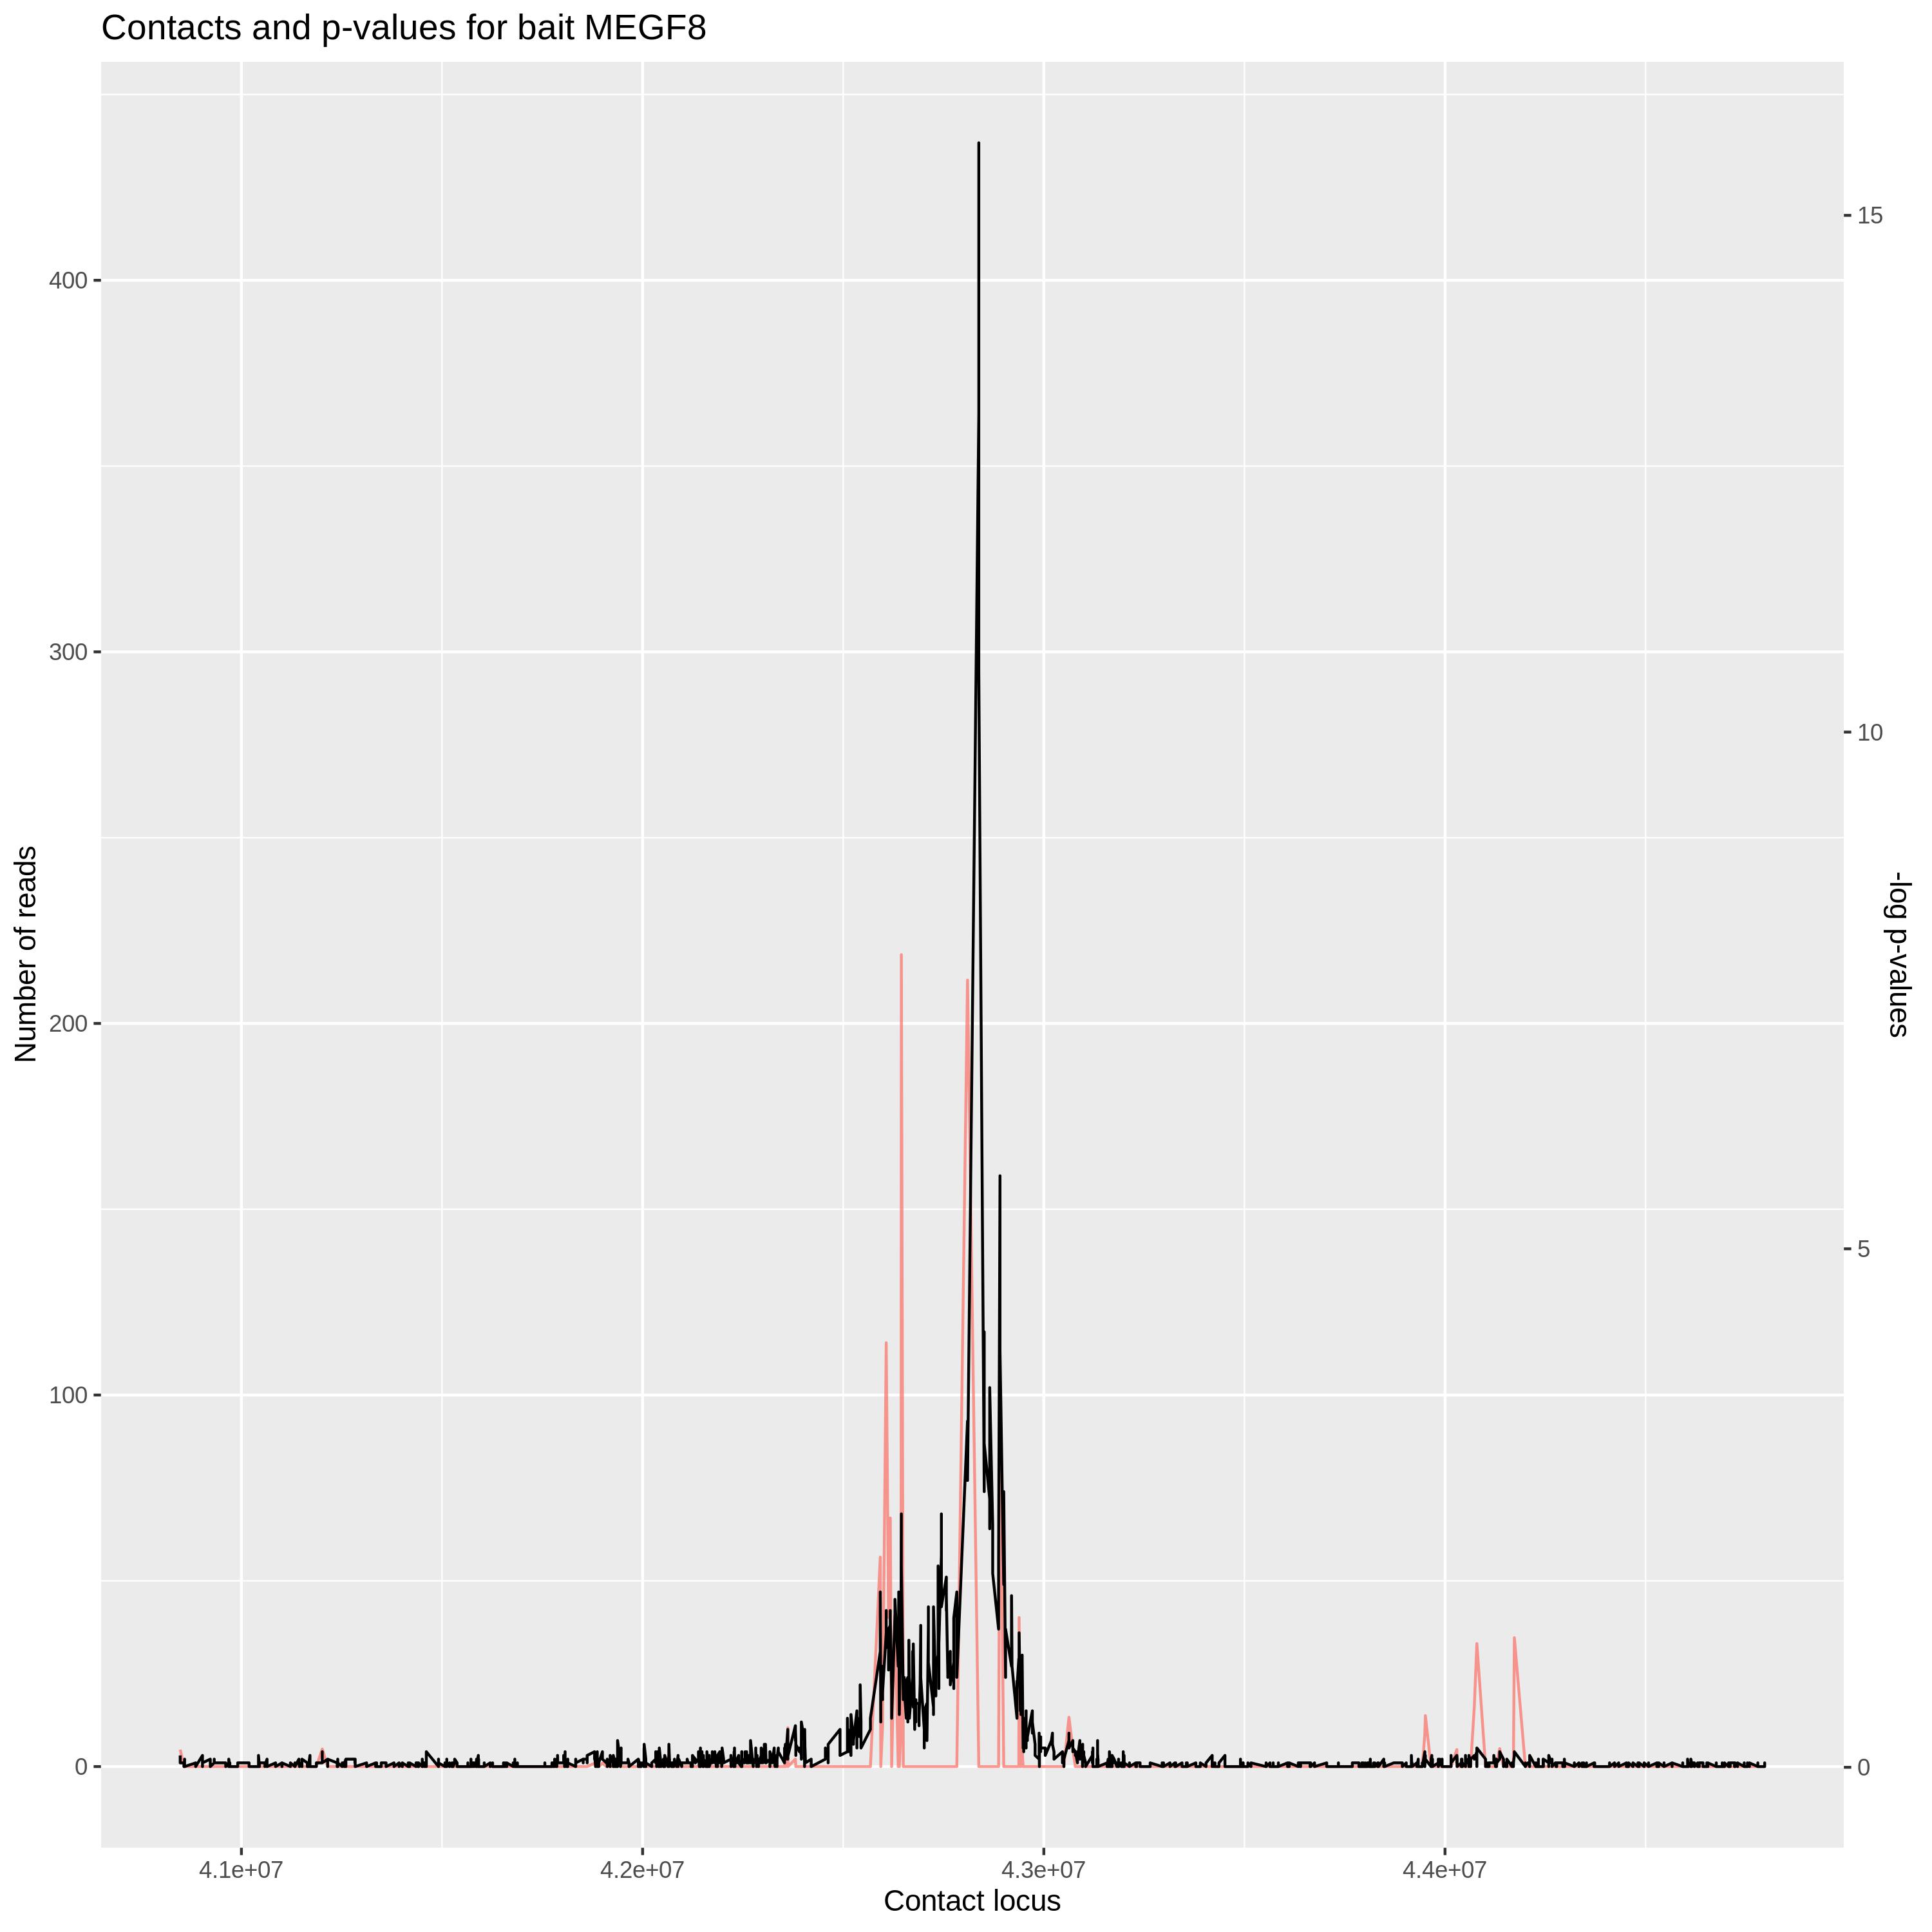 Contacts and p-values for bait MEGF8
400
300
200
100
0
Number of reads
15
10
5
0
-log p-values
4.1e+07
4.2e+07
4.3e+07
4.4e+07
Contact locus